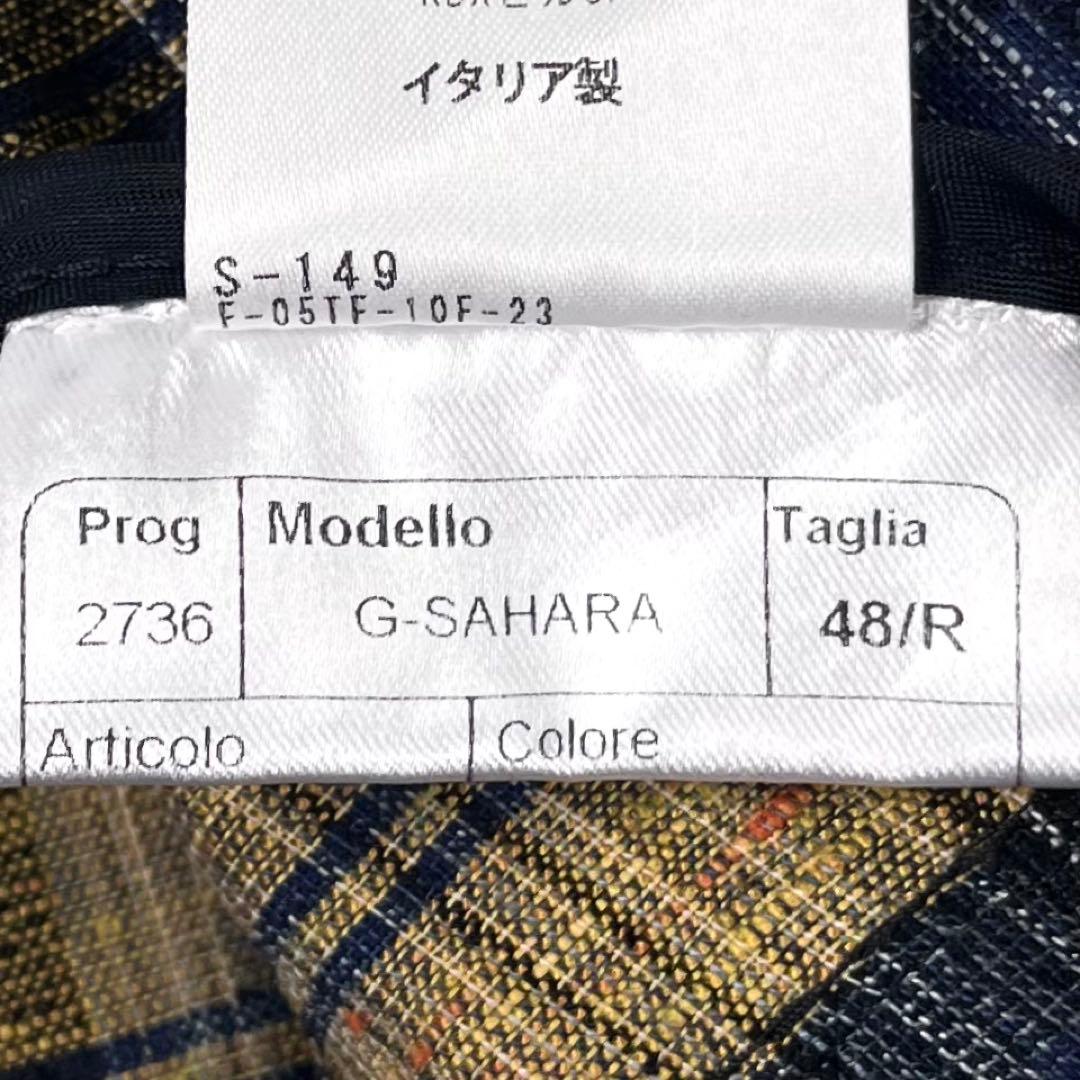 イタリア製
S-149
F-05TF-10F-23
Prog Modello Taglia
2736 G-SAHARA 48/R
Articolo Colore